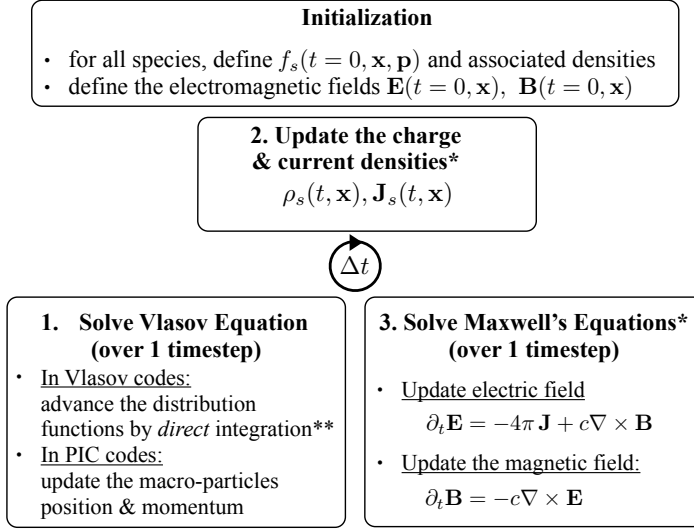 Initialization
• for all species, define f_s(t = 0, x, p) and associated densities
• define the electromagnetic fields E(t = 0, x), B(t = 0, x)
2. Update the charge
& current densities*
ρ_s(t, x), J_s(t, x)
Δt
1. Solve Vlasov Equation
(over 1 timestep)
• In Vlasov codes:
advance the distribution
functions by direct integration**
• In PIC codes:
update the macro-particles
position & momentum
3. Solve Maxwell's Equations*
(over 1 timestep)
• Update electric field
∂_tE = −4π J + c∇ × B
• Update the magnetic field:
∂_tB = −c∇ × E